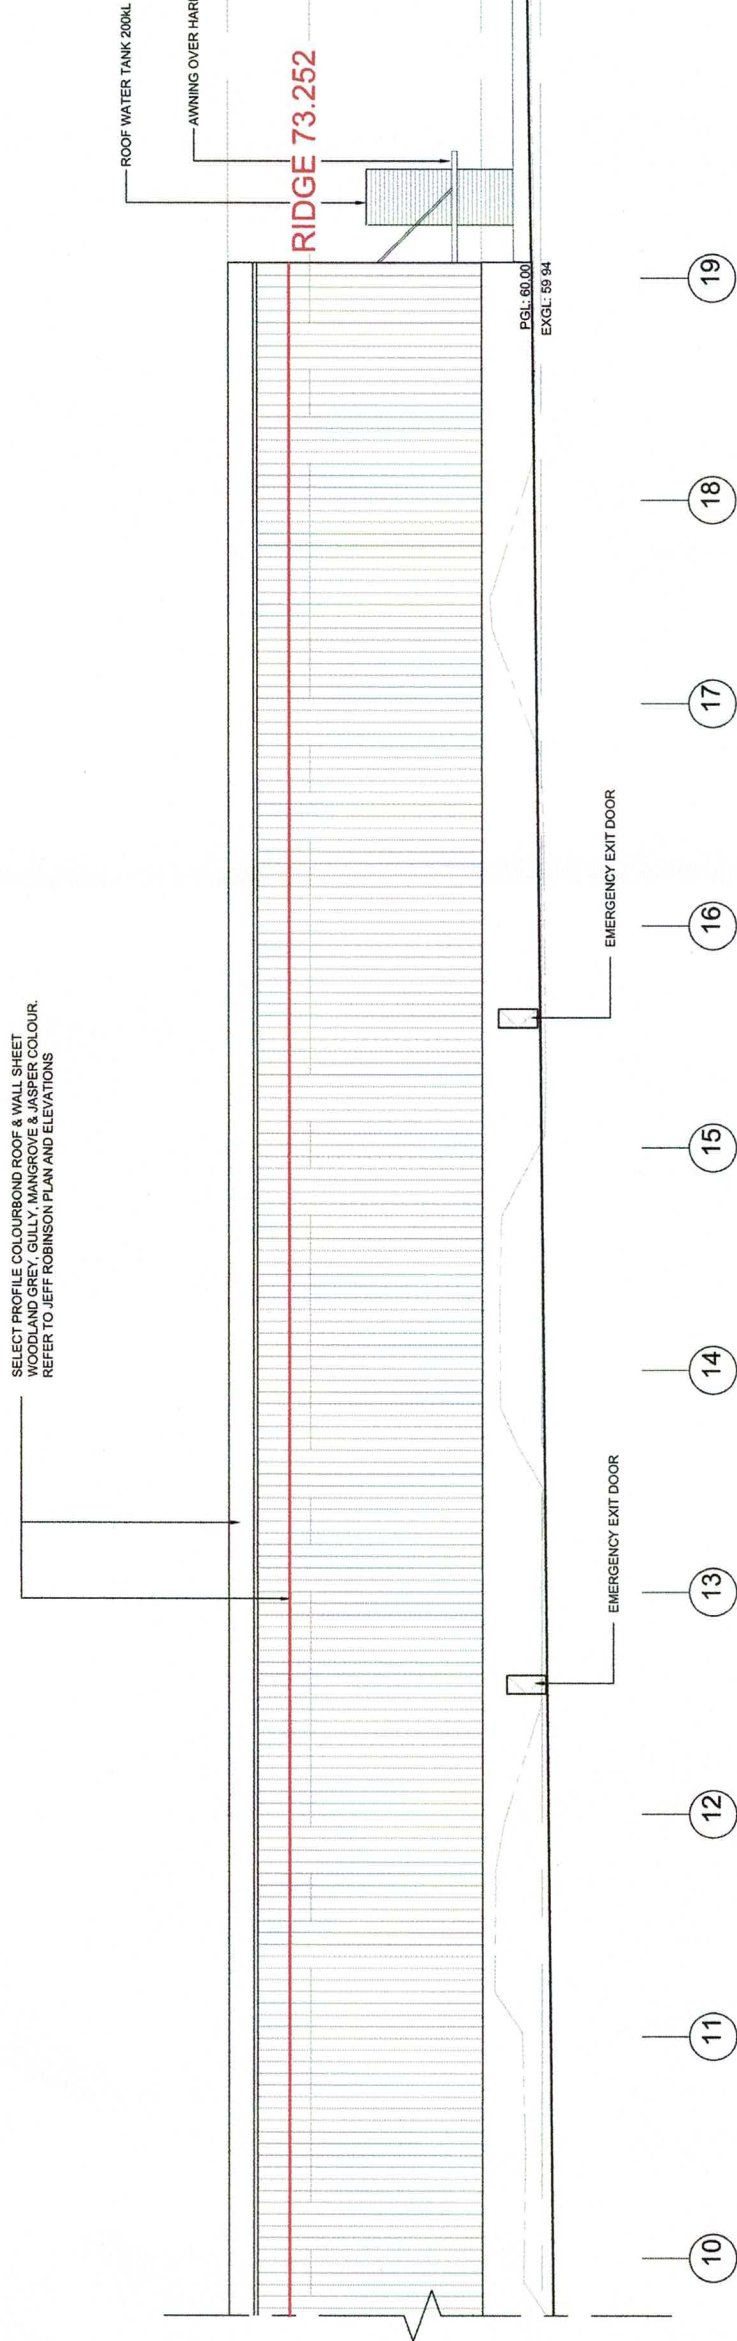 SELECT PROFILE COLOURBOND ROOF & WALL SHEET
WOODLAND GREY, GULLY, MANGROVE & JASPER COLOUR.
REFER TO JEFF ROBINSON PLAN AND ELEVATIONS
ROOF WATER TANK 200kL
AWNING OVER
RIDGE 73.252
PGL: 60.00
EXGL: 59 94
EMERGENCY EXIT DOOR
EMERGENCY EXIT DOOR
10
11
12
13
14
15
16
17
18
19